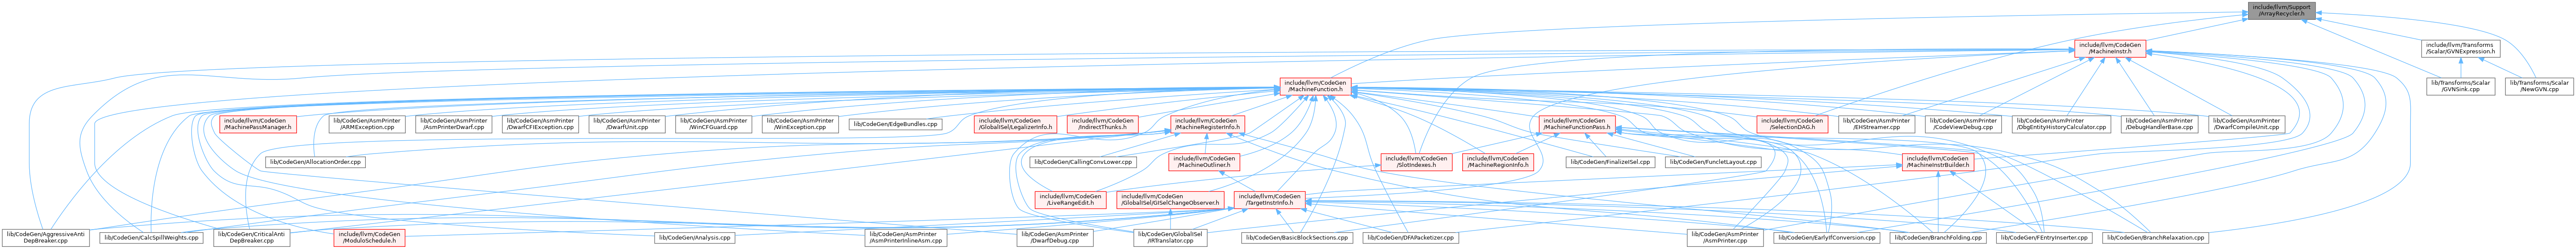 include/llvm/Support
/ArrayRecycler.h
include/llvm/CodeGen
/MachineInstr.h
include/llvm/Transforms
/Scalar/GVNExpression.h
include/llvm/CodeGen
/MachineFunction.h
lib/Transforms/Scalar
/GVNSink.cpp
lib/Transforms/Scalar
/NewGVN.cpp
include/llvm/CodeGen
/MachinePassManager.h
lib/CodeGen/AsmPrinter
/ARMException.cpp
lib/CodeGen/AsmPrinter
/AsmPrinterDwarf.cpp
lib/CodeGen/AsmPrinter
/DwarfCFIException.cpp
lib/CodeGen/AsmPrinter
/DwarfUnit.cpp
lib/CodeGen/AsmPrinter
/WinCFGuard.cpp
lib/CodeGen/AsmPrinter
/WinException.cpp
lib/CodeGen/EdgeBundles.cpp
include/llvm/CodeGen
/GlobalISel/LegalizerInfo.h
include/llvm/CodeGen
/IndirectThunks.h
include/llvm/CodeGen
/MachineRegisterInfo.h
include/llvm/CodeGen
/MachineFunctionPass.h
include/llvm/CodeGen
/SelectionDAG.h
lib/CodeGen/AsmPrinter
/EHStreamer.cpp
lib/CodeGen/AsmPrinter
/CodeViewDebug.cpp
lib/CodeGen/AsmPrinter
/DbgEntityHistoryCalculator.cpp
lib/CodeGen/AsmPrinter
/DebugHandlerBase.cpp
lib/CodeGen/AsmPrinter
/DwarfCompileUnit.cpp
lib/CodeGen/AllocationOrder.cpp
lib/CodeGen/CallingConvLower.cpp
include/llvm/CodeGen
/MachineOutliner.h
include/llvm/CodeGen
/SlotIndexes.h
include/llvm/CodeGen
/MachineRegionInfo.h
lib/CodeGen/FinalizeISel.cpp
lib/CodeGen/FuncletLayout.cpp
include/llvm/CodeGen
/MachineInstrBuilder.h
include/llvm/CodeGen
/LiveRangeEdit.h
include/llvm/CodeGen
/GlobalISel/GISelChangeObserver.h
include/llvm/CodeGen
/TargetInstrInfo.h
lib/CodeGen/AggressiveAnti
DepBreaker.cpp
lib/CodeGen/CalcSpillWeights.cpp
lib/CodeGen/CriticalAnti
DepBreaker.cpp
include/llvm/CodeGen
/ModuloSchedule.h
lib/CodeGen/Analysis.cpp
lib/CodeGen/AsmPrinter
/AsmPrinterInlineAsm.cpp
lib/CodeGen/AsmPrinter
/DwarfDebug.cpp
lib/CodeGen/GlobalISel
/IRTranslator.cpp
lib/CodeGen/BasicBlockSections.cpp
lib/CodeGen/DFAPacketizer.cpp
lib/CodeGen/AsmPrinter
/AsmPrinter.cpp
lib/CodeGen/EarlyIfConversion.cpp
lib/CodeGen/BranchFolding.cpp
lib/CodeGen/FEntryInserter.cpp
lib/CodeGen/BranchRelaxation.cpp